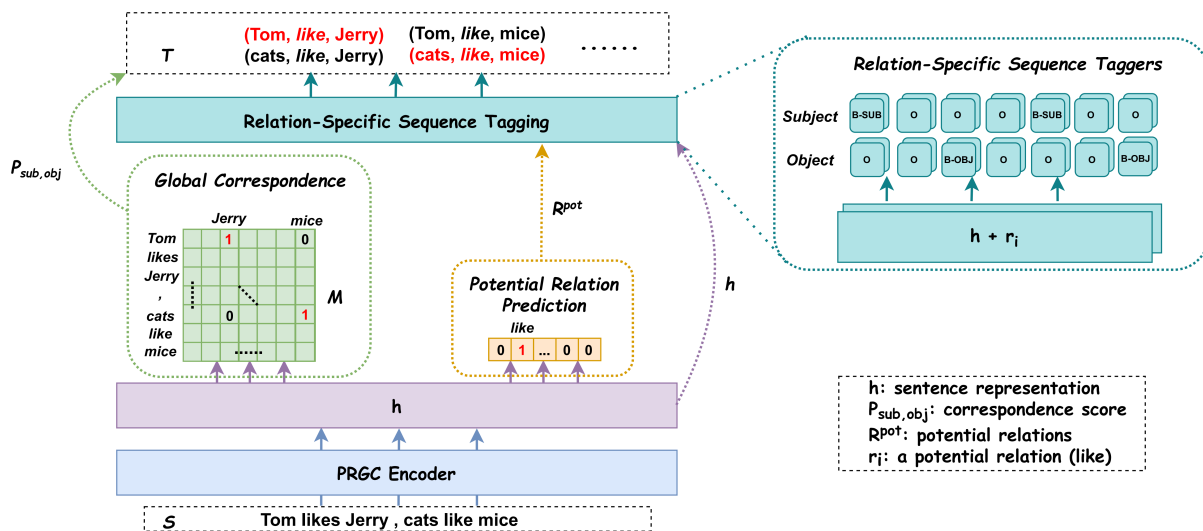 T
(Tom, like, Jerry) (Tom, like, mice)
(cats, like, Jerry) (cats, like, mice) ......
Relation-Specific Sequence Tagging
P_sub,obj
Global Correspondence
Jerry mice
Tom 1 0
likes
Jerry
,
cats 0 1
like
mice ......
M
R^pot
Potential Relation
Prediction
like
0 1 ... 0 0
h
h
PRGC Encoder
S Tom likes Jerry , cats like mice
Relation-Specific Sequence Taggers
Subject B-SUB O O O B-SUB O O
Object O O B-OBJ O O O B-OBJ
h + r_i
h: sentence representation
P_sub,obj: correspondence score
R^pot: potential relations
r_i: a potential relation (like)